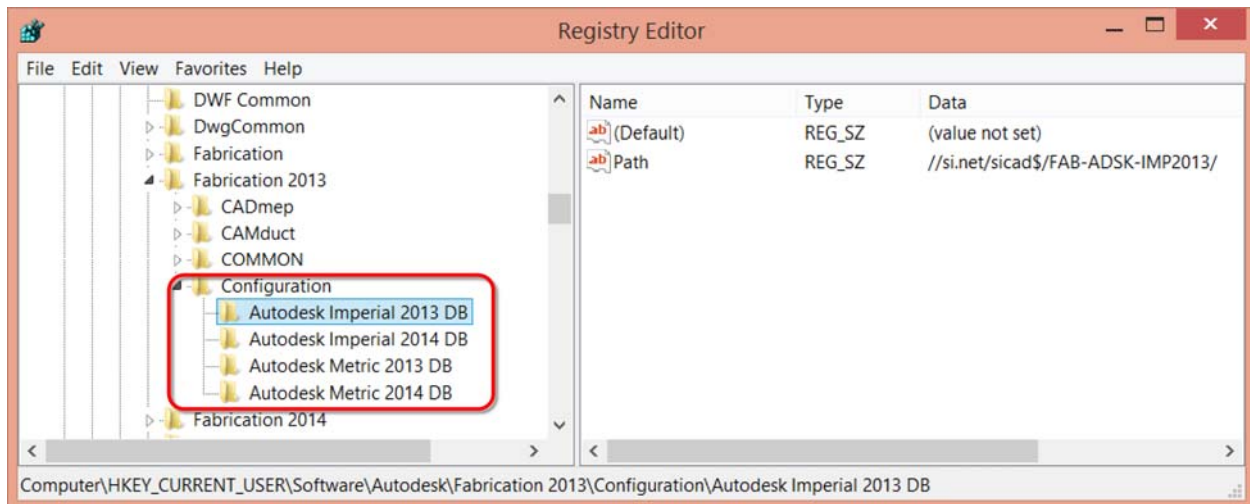 Registry Editor
File Edit View Favorites Help
DWF Common
DwgCommon
Fabrication
Fabrication 2013
CADmep
CAMduct
COMMON
Configuration
Autodesk Imperial 2013 DB
Autodesk Imperial 2014 DB
Autodesk Metric 2013 DB
Autodesk Metric 2014 DB
Fabrication 2014
Name Type Data
ab (Default) REG_SZ (value not set)
ab Path REG_SZ //si.net/sicad$/FAB-ADSK-IMP2013/
Computer\HKEY_CURRENT_USER\Software\Autodesk\Fabrication 2013\Configuration\Autodesk Imperial 2013 DB